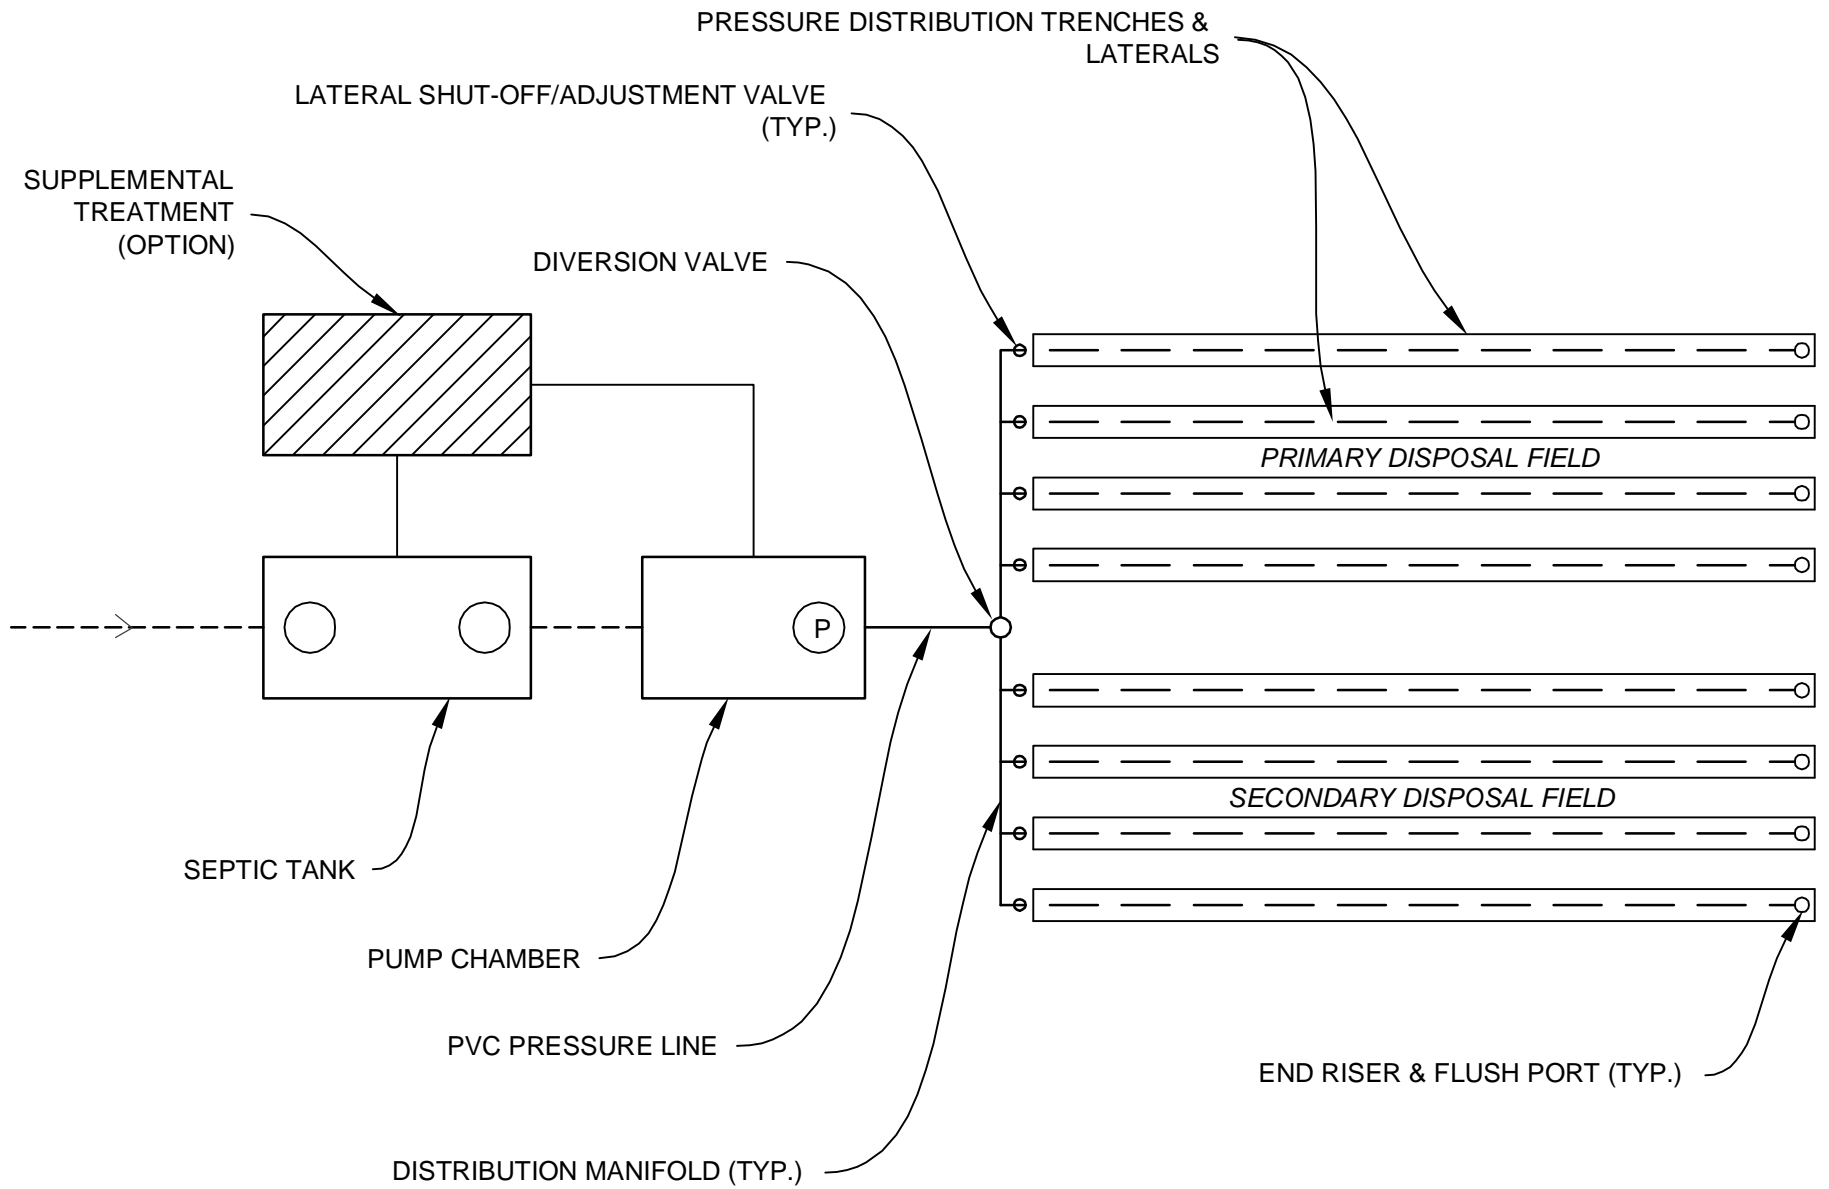 PRESSURE DISTRIBUTION TRENCHES &
LATERALS
LATERAL SHUT-OFF/ADJUSTMENT VALVE
(TYP.)
SUPPLEMENTAL
TREATMENT
(OPTION)
DIVERSION VALVE
PRIMARY DISPOSAL FIELD
P
SECONDARY DISPOSAL FIELD
SEPTIC TANK
PUMP CHAMBER
PVC PRESSURE LINE
END RISER & FLUSH PORT (TYP.)
DISTRIBUTION MANIFOLD (TYP.)